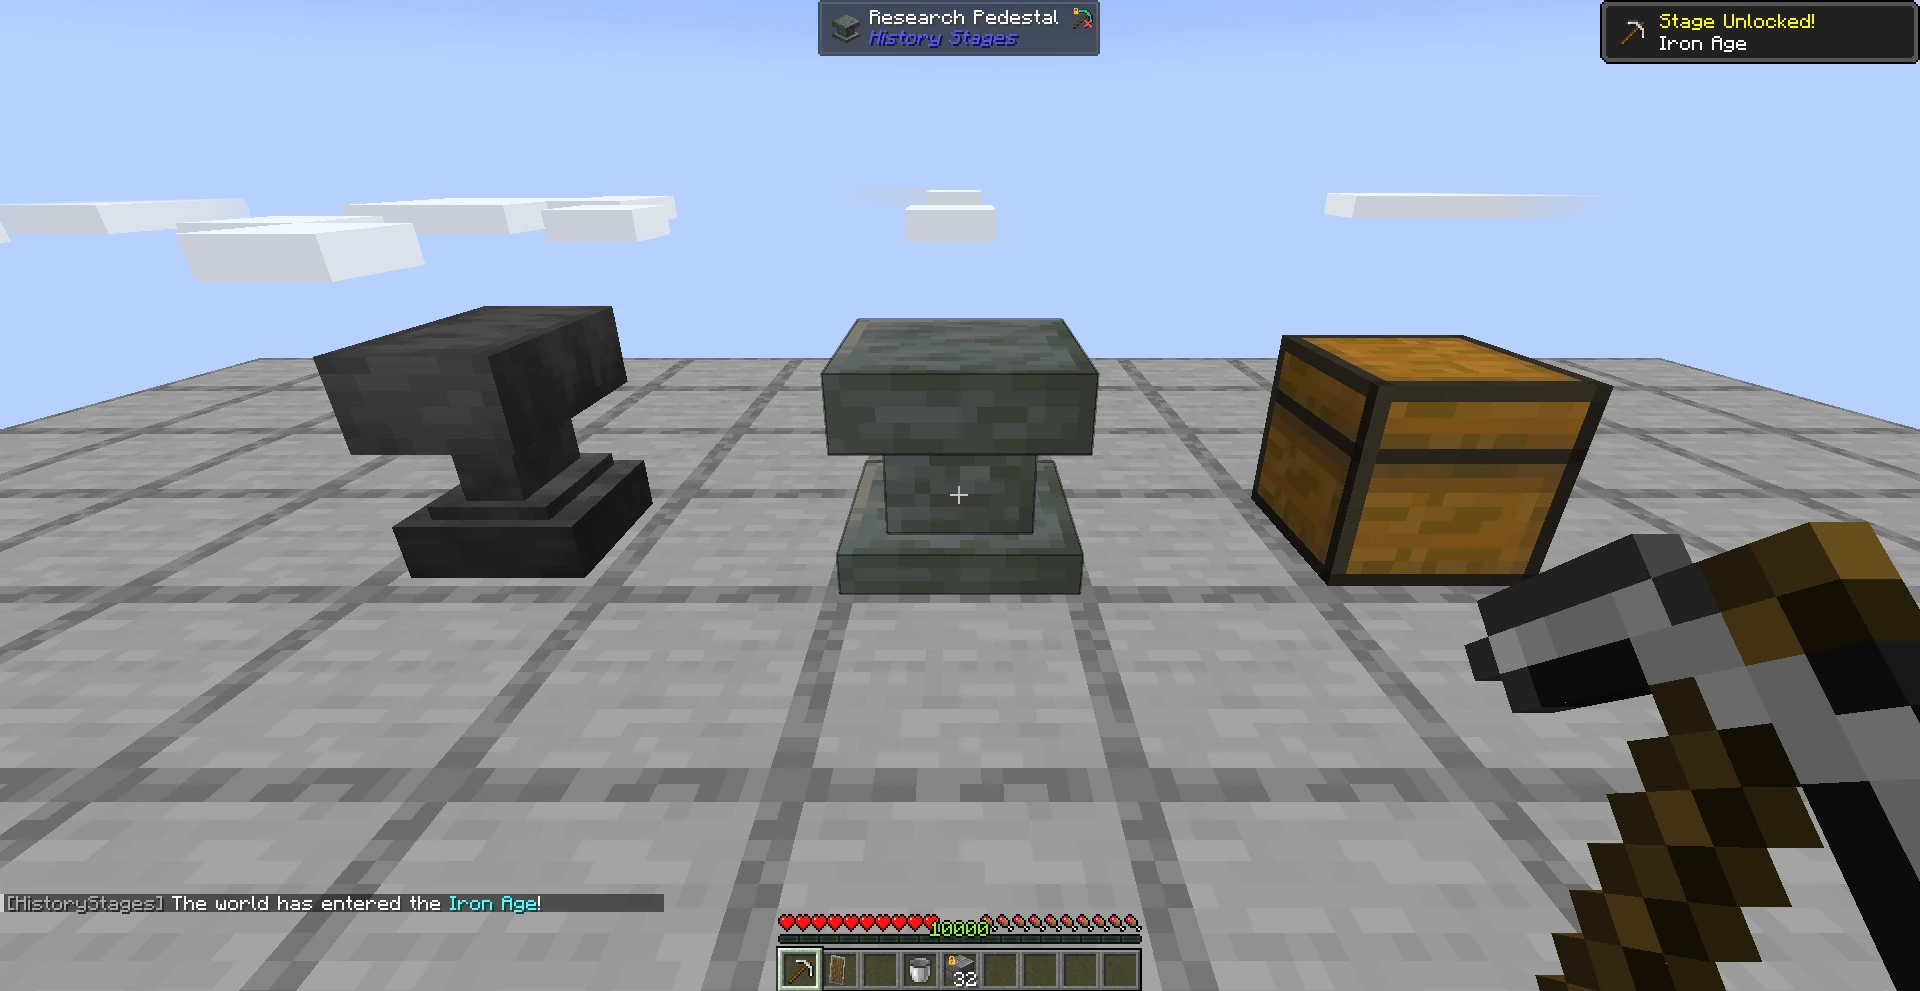 Research Pedestal
History Stages
Stage Unlocked!
Iron Age
[HistoryStages] The world has entered the Iron Age!
10000
32